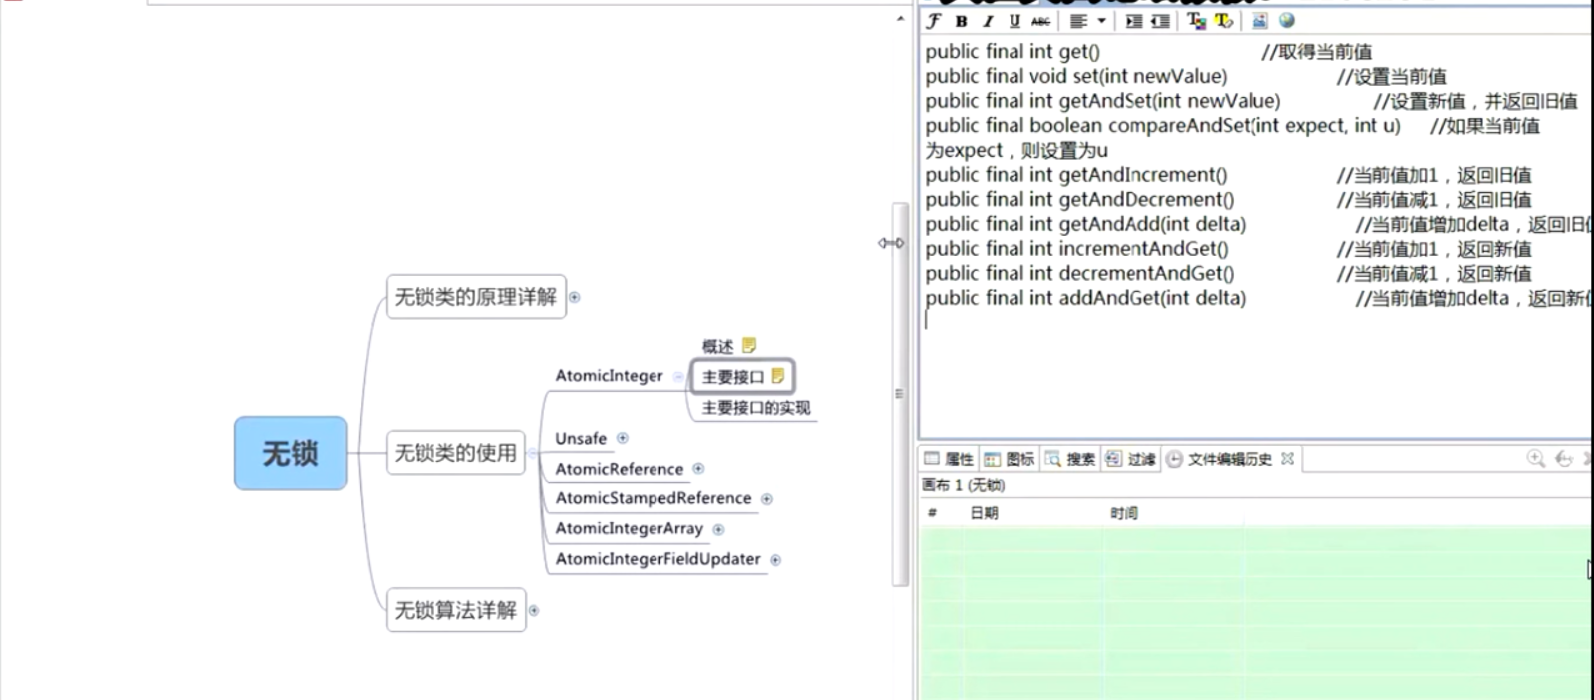 无锁
无锁类的原理详解
无锁类的使用
无锁算法详解
AtomicInteger
概述
主要接口
主要接口的实现
Unsafe
AtomicReference
AtomicStampedReference
AtomicIntegerArray
AtomicIntegerFieldUpdater
B I U ABC
public final int get() //取得当前值
public final void set(int newValue) //设置当前值
public final int getAndSet(int newValue) //设置新值，并返回旧值
public final boolean compareAndSet(int expect, int u) //如果当前值
为expect，则设置为u
public final int getAndIncrement() //当前值加1，返回旧值
public final int getAndDecrement() //当前值减1，返回旧值
public final int getAndAdd(int delta) //当前值增加delta，返回旧
public final int incrementAndGet() //当前值加1，返回新值
public final int decrementAndGet() //当前值减1，返回新值
public final int addAndGet(int delta) //当前值增加delta，返回新
属性 图标 搜索 过滤 文件编辑历史
画布 1 (无锁)
# 日期 时间